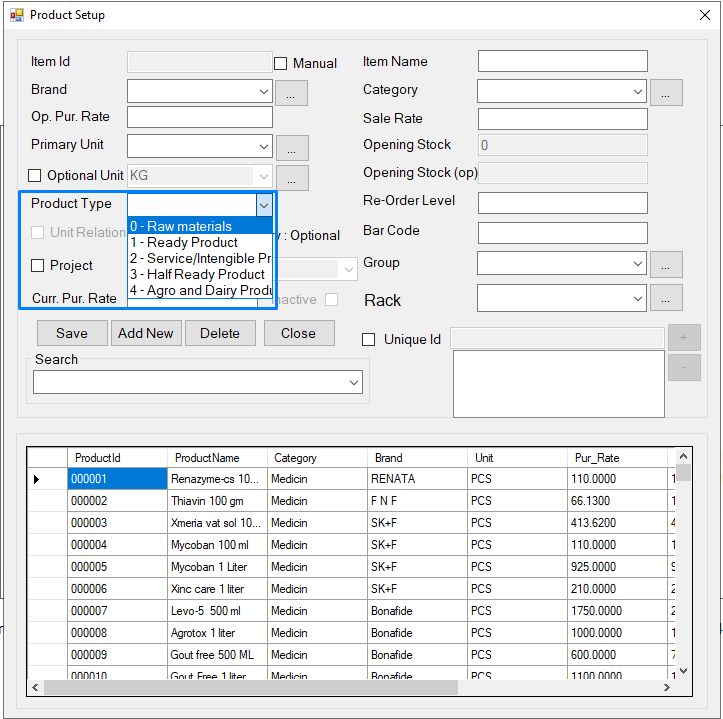 Product Setup
Item Id
Manual
Item Name
Brand
...
Category
...
Op. Pur. Rate
Sale Rate
Primary Unit
...
Opening Stock
0
Optional Unit
KG
...
Opening Stock (op)
Product Type
Re-Order Level
0 - Raw materials
Unit Relation
: Optional
Bar Code
1 - Ready Product
2 - Service/Intengible Pr
Project
3 - Half Ready Product
Group
...
4 - Agro and Dairy Produ
Curr. Pur. Rate
Inactive
Rack
...
Save
Add New
Delete
Close
Unique Id
+
-
Search
ProductId ProductName Category Brand Unit Pur_Rate
000001 Renazyme-cs 10... Medicin RENATA PCS 110.0000 1
000002 Thiavin 100 gm Medicin F N F PCS 66.1300
000003 Xmeria vat sol 10... Medicin SK+F PCS 413.6200 4
000004 Mycoban 100 ml Medicin SK+F PCS 110.0000 1
000005 Mycoban 1 Liter Medicin SK+F PCS 925.0000
000006 Xinc care 1 liter Medicin SK+F PCS 210.0000 2
000007 Levo-5 500 ml Medicin Bonafide PCS 1750.0000 2
000008 Agrotox 1 liter Medicin Bonafide PCS 1000.0000
000009 Gout free 500 ML Medicin Bonafide PCS 600.0000 7
000010 Gout Free 1 liter Medicin Bonafide PCS 1100.0000